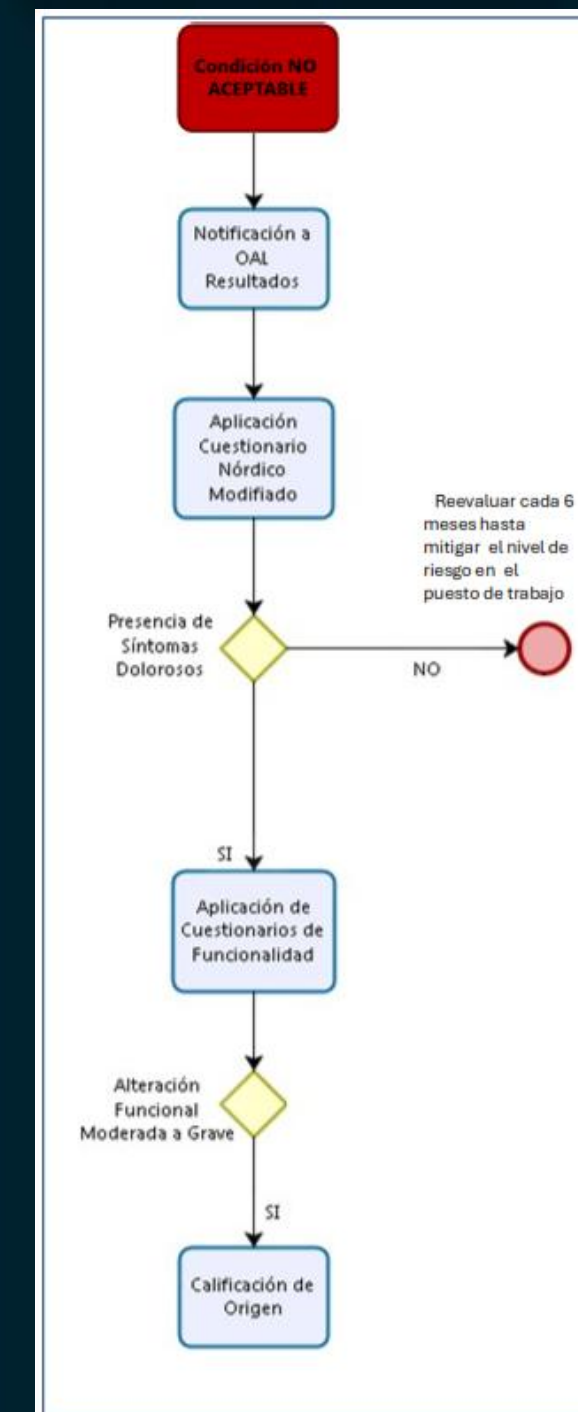 Condición NO
ACEPTABLE
Notificación a
OAL
Resultados
Aplicación
Cuestionario
Nórdico
Modificado
Reevaluar cada 6
meses hasta
mitigar el nivel de
riesgo en el
puesto de trabajo
Presencia de
Síntomas
Dolorosos
NO
SI
Aplicación de
Cuestionarios de
Funcionalidad
Alteración
Funcional
Moderada a Grave
SI
Calificación de
Origen